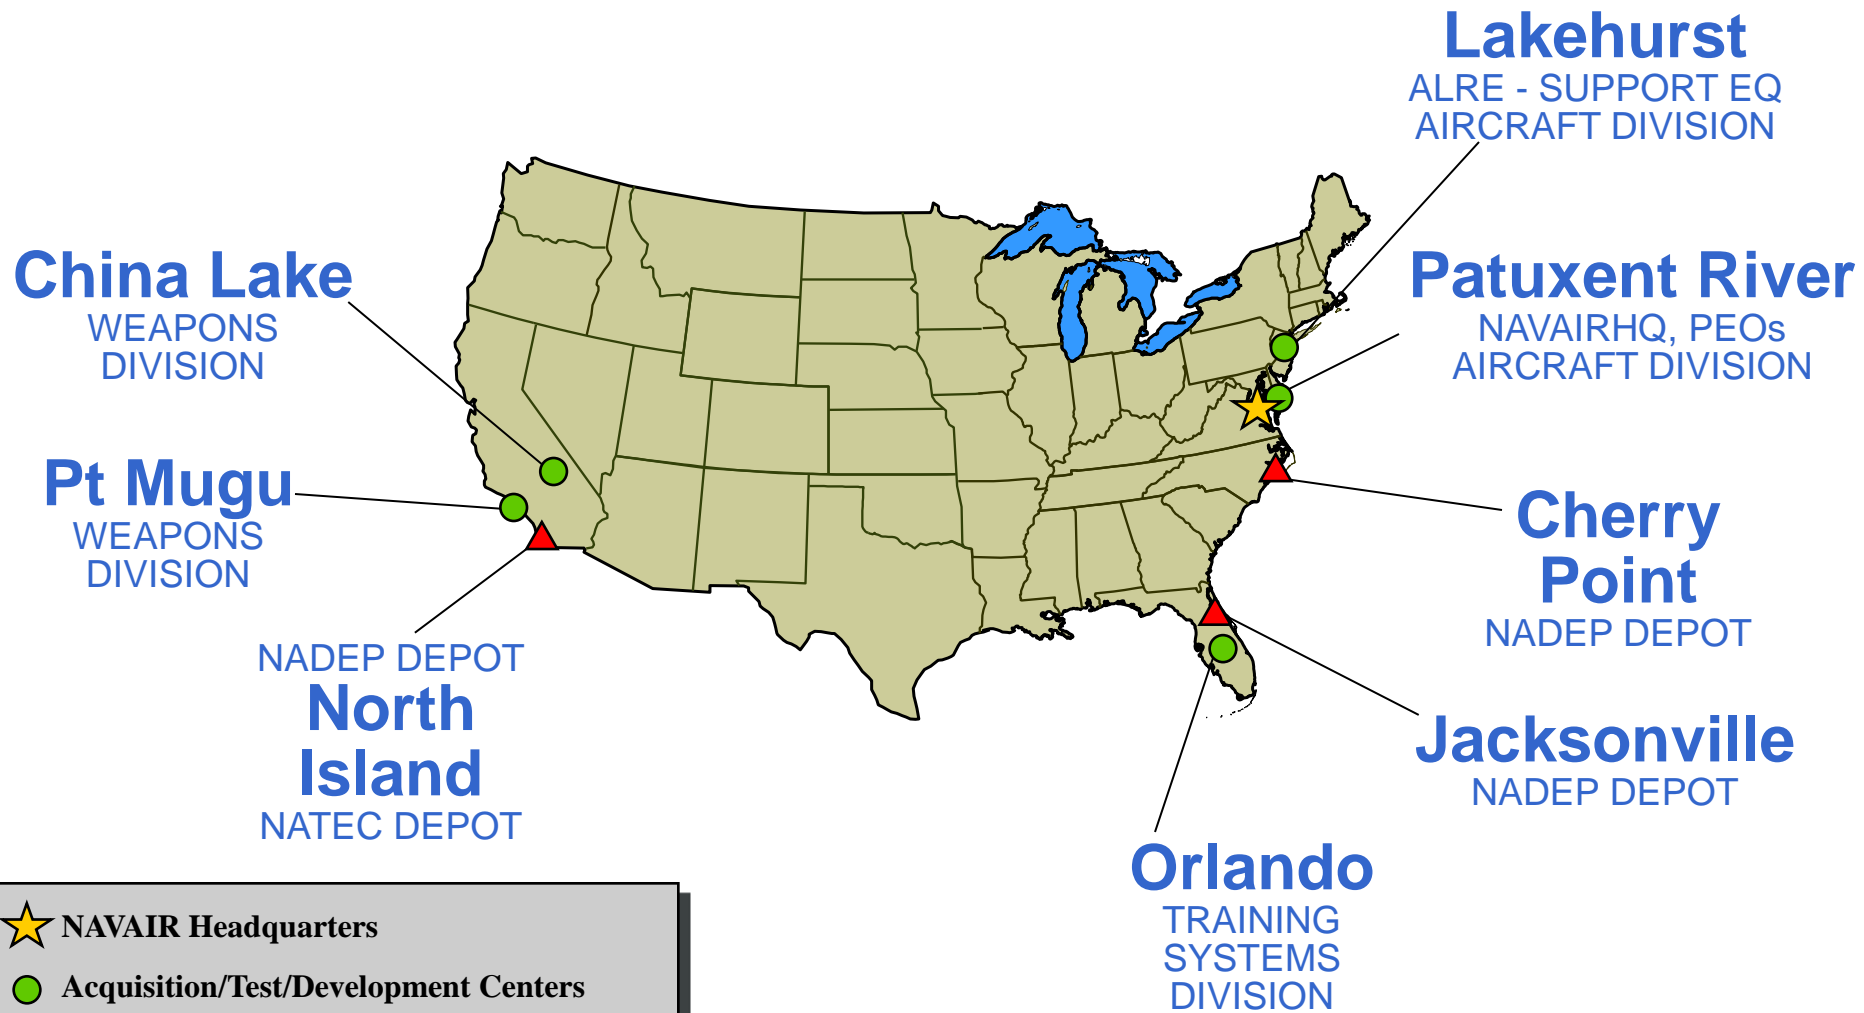 Lakehurst
ALRE - SUPPORT EQ
AIRCRAFT DIVISION
China Lake
WEAPONS
DIVISION
Patuxent River
NAVAIRHQ, PEOs
AIRCRAFT DIVISION
Pt Mugu
WEAPONS
DIVISION
Cherry
Point
NADEP DEPOT
NADEP DEPOT
North
Island
NATEC DEPOT
Jacksonville
NADEP DEPOT
Orlando
TRAINING
SYSTEMS
DIVISION
NAVAIR Headquarters
Acquisition/Test/Development Centers